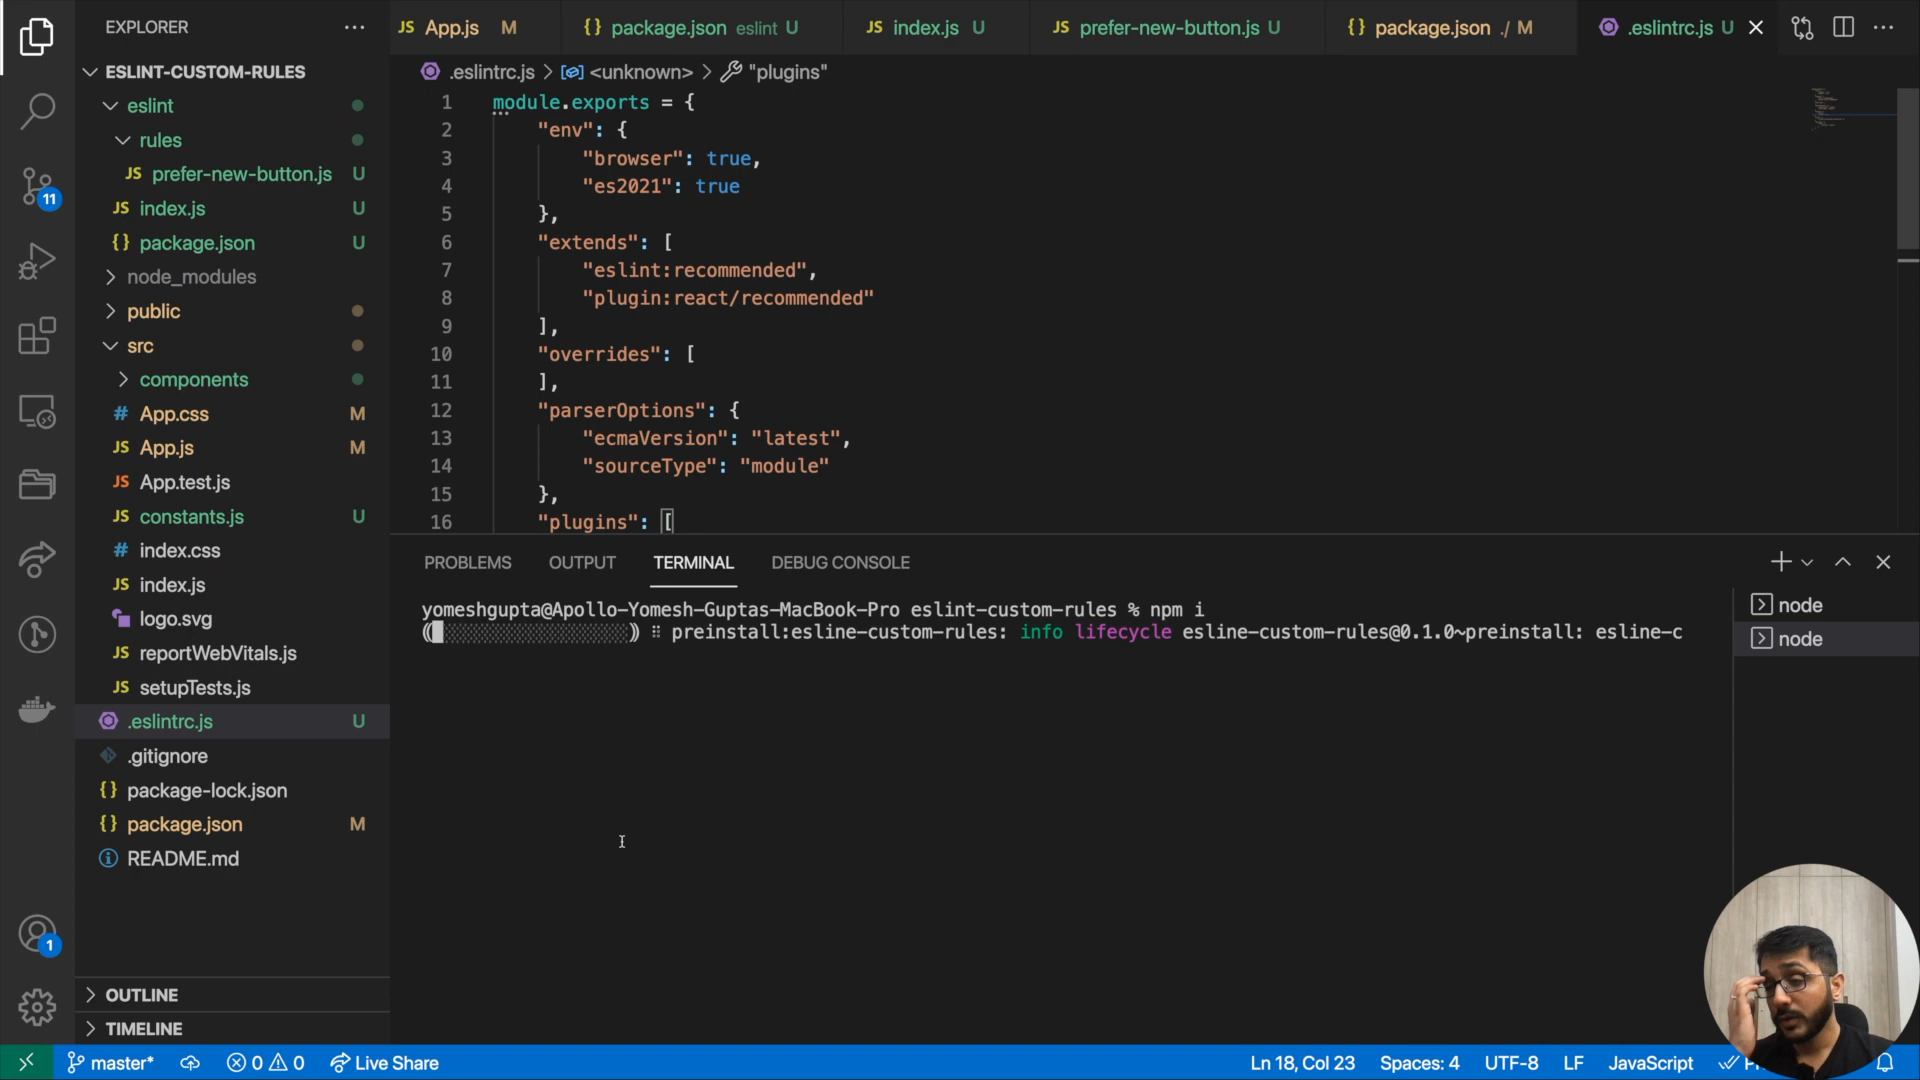 EXPLORER
ESLINT-CUSTOM-RULES
eslint
rules
JS prefer-new-button.js U
JS index.js U
{} package.json U
node_modules
public
src
components
# App.css M
JS App.js M
JS App.test.js
JS constants.js U
# index.css
JS index.js
logo.svg
JS reportWebVitals.js
JS setupTests.js
.eslintrc.js U
.gitignore
{} package-lock.json
{} package.json M
README.md
OUTLINE
TIMELINE
11
1
JS App.js M
{} package.json eslint U
JS index.js U
JS prefer-new-button.js U
{} package.json ./ M
.eslintrc.js U
.eslintrc.js > <unknown> > "plugins"
1 module.exports = {
2 "env": {
3 "browser": true,
4 "es2021": true
5 },
6 "extends": [
7 "eslint:recommended",
8 "plugin:react/recommended"
9 ],
10 "overrides": [
11 ],
12 "parserOptions": {
13 "ecmaVersion": "latest",
14 "sourceType": "module"
15 },
16 "plugins": [
PROBLEMS OUTPUT TERMINAL DEBUG CONSOLE
yomeshgupta@Apollo-Yomesh-Guptas-MacBook-Pro eslint-custom-rules % npm i
preinstall:esline-custom-rules: info lifecycle esline-custom-rules@0.1.0~preinstall: esline-c
node
node
master* 0 0 Live Share
Ln 18, Col 23 Spaces: 4 UTF-8 LF JavaScript